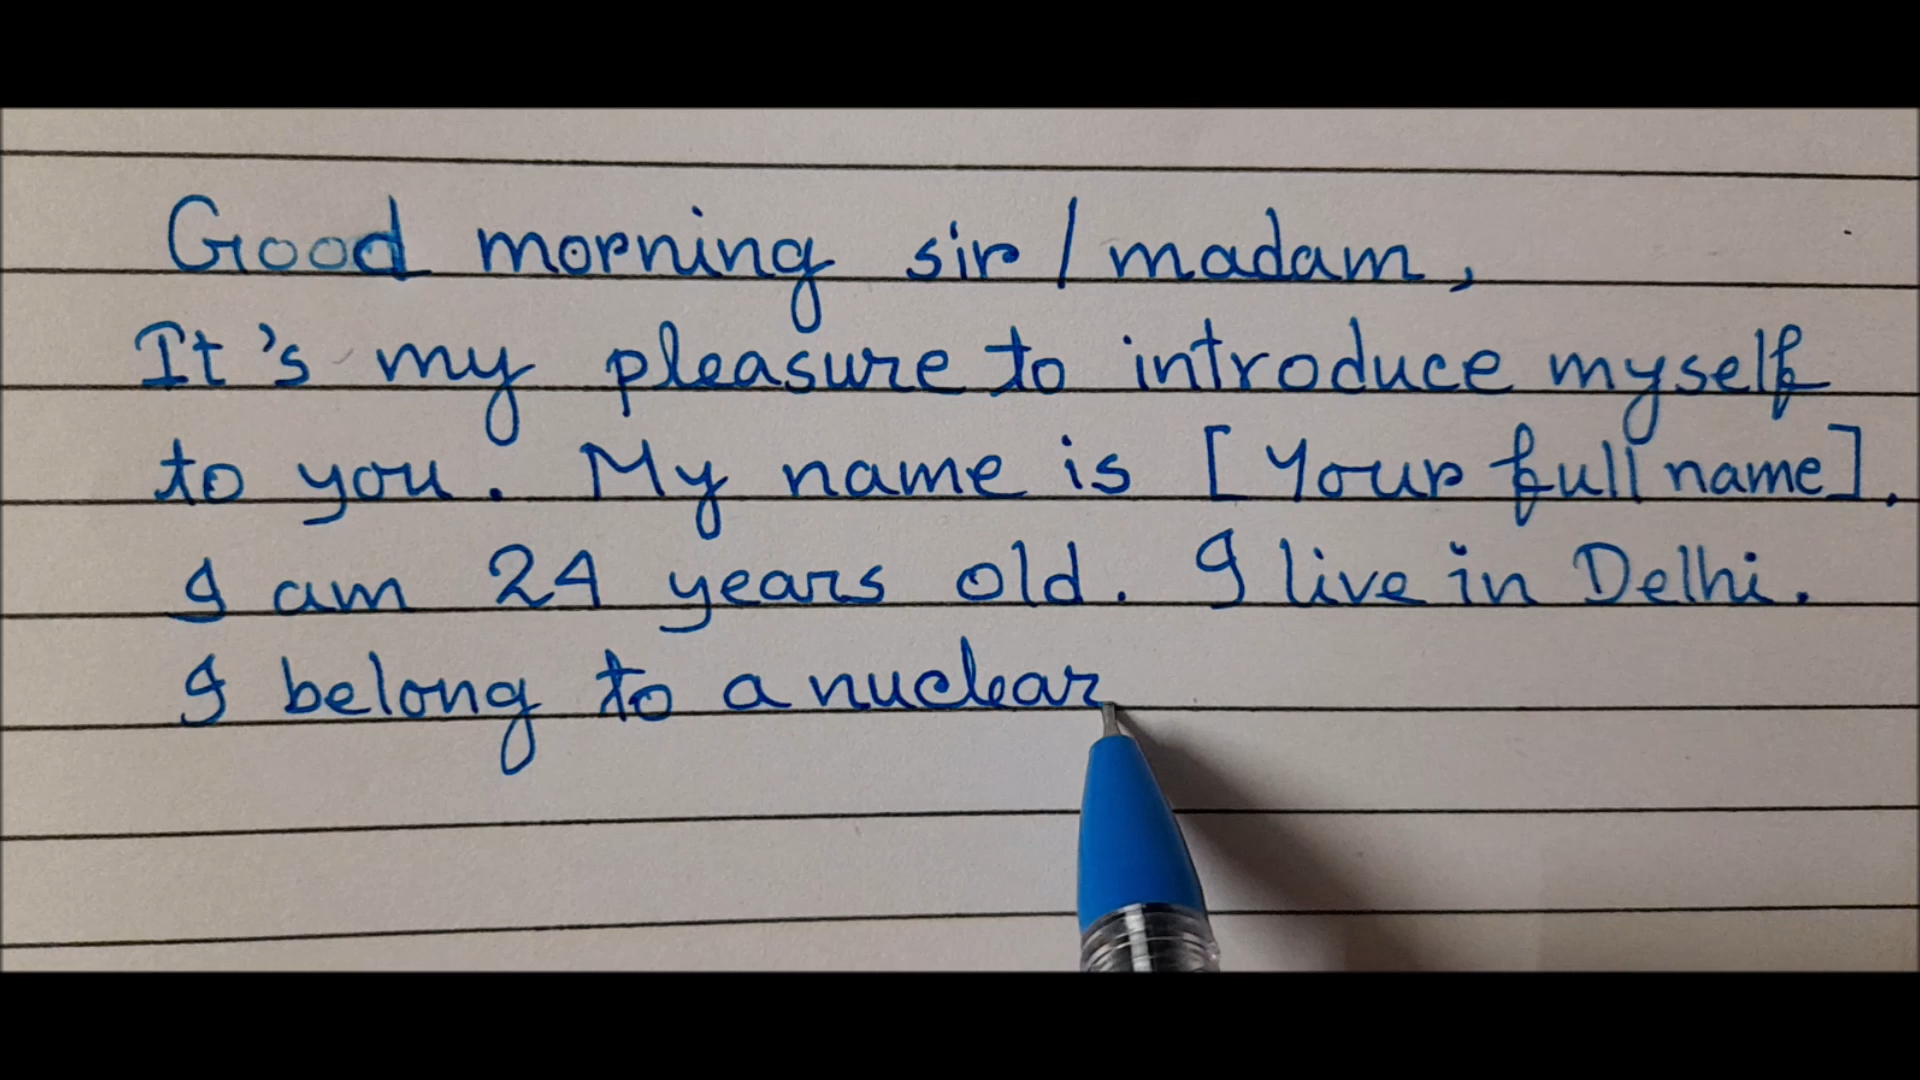 Good morning sir / madam,
It's my pleasure to introduce myself
to you. My name is [Your full name].
I am 24 years old. I live in Delhi.
I belong to a nuclear